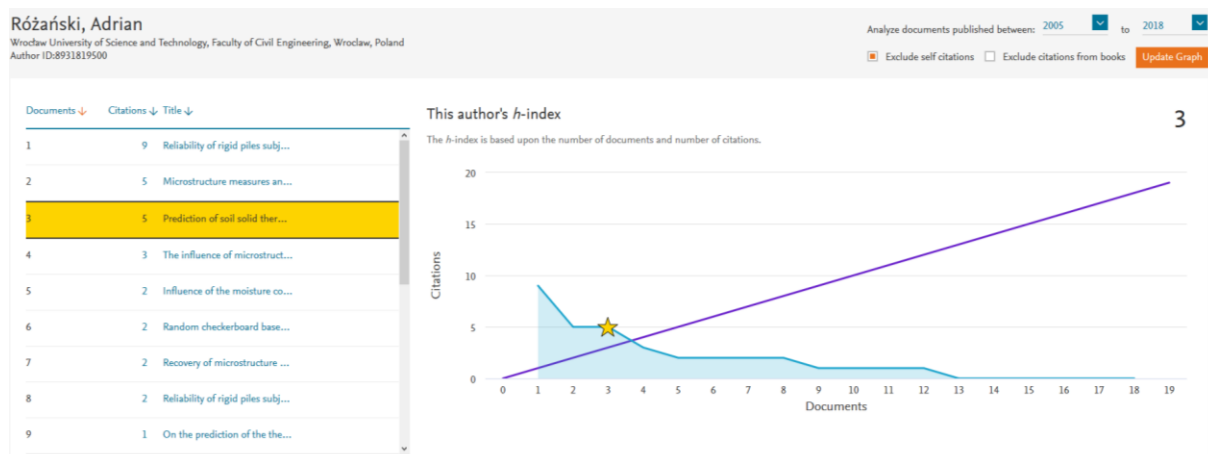 Różański, Adrian
Wrocław University of Science and Technology, Faculty of Civil Engineering, Wroclaw, Poland
Author ID:8931819500
Analyze documents published between: 2005 to 2018
Exclude self citations Exclude citations from books Update Graph
Documents Citations Title
1 9 Reliability of rigid piles subj...
2 5 Microstructure measures an...
3 5 Prediction of soil solid ther...
4 3 The influence of microstruct...
5 2 Influence of the moisture co...
6 2 Random checkerboard base...
7 2 Recovery of microstructure ...
8 2 Reliability of rigid piles subj...
9 1 On the prediction of the the...
This author's h-index
3
The h-index is based upon the number of documents and number of citations.
20
15
10
5
0
Citations
0 1 2 3 4 5 6 7 8 9 10 11 12 13 14 15 16 17 18 19
Documents